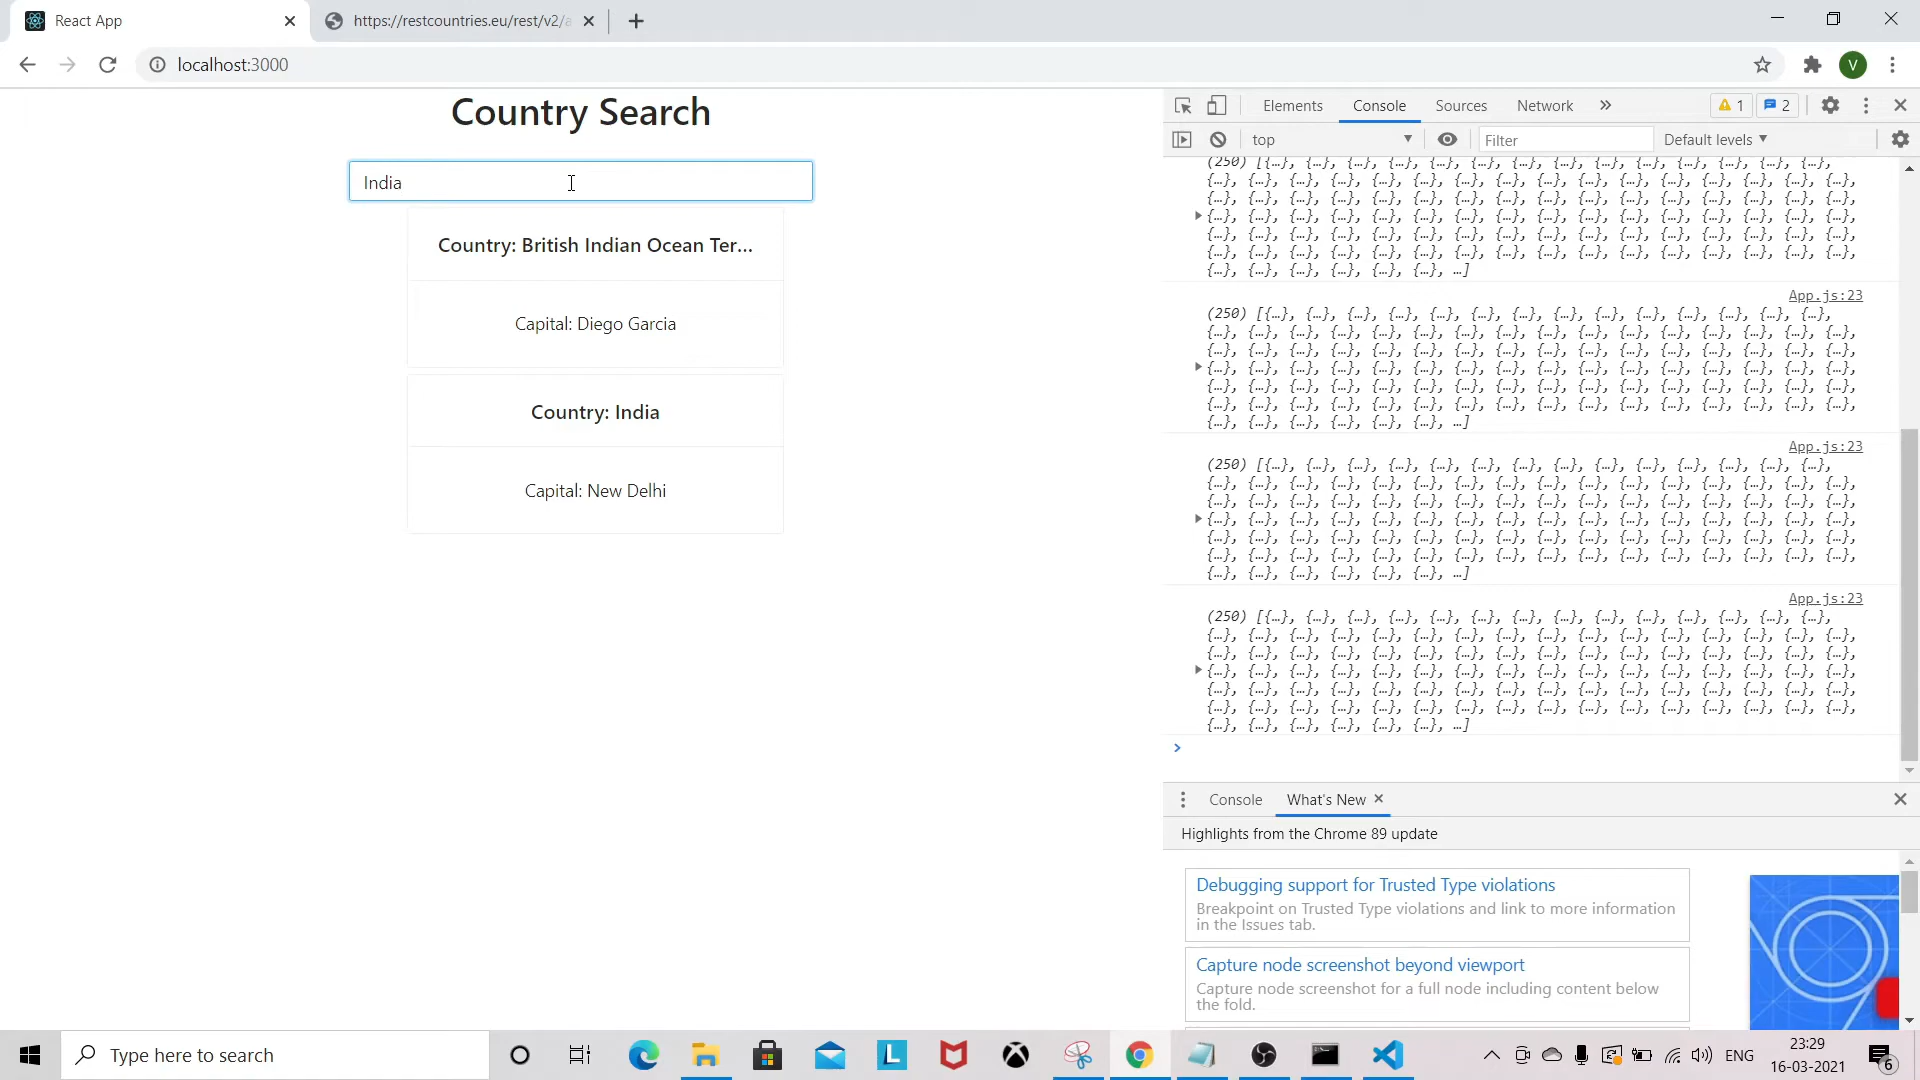 React App
https://restcountries.eu/rest/v2/a
localhost:3000
V
Country Search
India
Country: British Indian Ocean Ter...
Capital: Diego Garcia
Country: India
Capital: New Delhi
Elements Console Sources Network » 1 2
top Filter Default levels
(250) [{…}, {…}, {…}, {…}, {…}, {…}, {…}, {…}, {…}, {…}, {…}, {…}, {…}, {…},
{…}, {…}, {…}, {…}, {…}, {…}, {…}, {…}, {…}, {…}, {…}, {…}, {…}, {…}, {…}, {…},
{…}, {…}, {…}, {…}, {…}, {…}, {…}, {…}, {…}, {…}, {…}, {…}, {…}, {…}, {…}, {…},
{…}, {…}, {…}, {…}, {…}, {…}, {…}, {…}, {…}, {…}, {…}, {…}, {…}, {…}, {…}, {…},
{…}, {…}, {…}, {…}, {…}, {…}, {…}, {…}, {…}, {…}, {…}, {…}, {…}, {…}, {…}, {…},
{…}, {…}, {…}, {…}, {…}, {…}, {…}, {…}, {…}, {…}, {…}, {…}, {…}, {…}, {…}, {…},
{…}, {…}, {…}, {…}, {…}, {…}, …]
App.js:23
(250) [{…}, {…}, {…}, {…}, {…}, {…}, {…}, {…}, {…}, {…}, {…}, {…}, {…}, {…},
{…}, {…}, {…}, {…}, {…}, {…}, {…}, {…}, {…}, {…}, {…}, {…}, {…}, {…}, {…}, {…},
{…}, {…}, {…}, {…}, {…}, {…}, {…}, {…}, {…}, {…}, {…}, {…}, {…}, {…}, {…}, {…},
{…}, {…}, {…}, {…}, {…}, {…}, {…}, {…}, {…}, {…}, {…}, {…}, {…}, {…}, {…}, {…},
{…}, {…}, {…}, {…}, {…}, {…}, {…}, {…}, {…}, {…}, {…}, {…}, {…}, {…}, {…}, {…},
{…}, {…}, {…}, {…}, {…}, {…}, {…}, {…}, {…}, {…}, {…}, {…}, {…}, {…}, {…}, {…},
{…}, {…}, {…}, {…}, {…}, {…}, …]
App.js:23
(250) [{…}, {…}, {…}, {…}, {…}, {…}, {…}, {…}, {…}, {…}, {…}, {…}, {…}, {…},
{…}, {…}, {…}, {…}, {…}, {…}, {…}, {…}, {…}, {…}, {…}, {…}, {…}, {…}, {…}, {…},
{…}, {…}, {…}, {…}, {…}, {…}, {…}, {…}, {…}, {…}, {…}, {…}, {…}, {…}, {…}, {…},
{…}, {…}, {…}, {…}, {…}, {…}, {…}, {…}, {…}, {…}, {…}, {…}, {…}, {…}, {…}, {…},
{…}, {…}, {…}, {…}, {…}, {…}, {…}, {…}, {…}, {…}, {…}, {…}, {…}, {…}, {…}, {…},
{…}, {…}, {…}, {…}, {…}, {…}, {…}, {…}, {…}, {…}, {…}, {…}, {…}, {…}, {…}, {…},
{…}, {…}, {…}, {…}, {…}, {…}, …]
App.js:23
(250) [{…}, {…}, {…}, {…}, {…}, {…}, {…}, {…}, {…}, {…}, {…}, {…}, {…}, {…},
{…}, {…}, {…}, {…}, {…}, {…}, {…}, {…}, {…}, {…}, {…}, {…}, {…}, {…}, {…}, {…},
{…}, {…}, {…}, {…}, {…}, {…}, {…}, {…}, {…}, {…}, {…}, {…}, {…}, {…}, {…}, {…},
{…}, {…}, {…}, {…}, {…}, {…}, {…}, {…}, {…}, {…}, {…}, {…}, {…}, {…}, {…}, {…},
{…}, {…}, {…}, {…}, {…}, {…}, {…}, {…}, {…}, {…}, {…}, {…}, {…}, {…}, {…}, {…},
{…}, {…}, {…}, {…}, {…}, {…}, {…}, {…}, {…}, {…}, {…}, {…}, {…}, {…}, {…}, {…},
{…}, {…}, {…}, {…}, {…}, {…}, …]
Console What's New
Highlights from the Chrome 89 update
Debugging support for Trusted Type violations
Breakpoint on Trusted Type violations and link to more information
in the Issues tab.
Capture node screenshot beyond viewport
Capture node screenshot for a full node including content below
the fold.
Type here to search
L
ENG
23:29
16-03-2021
6